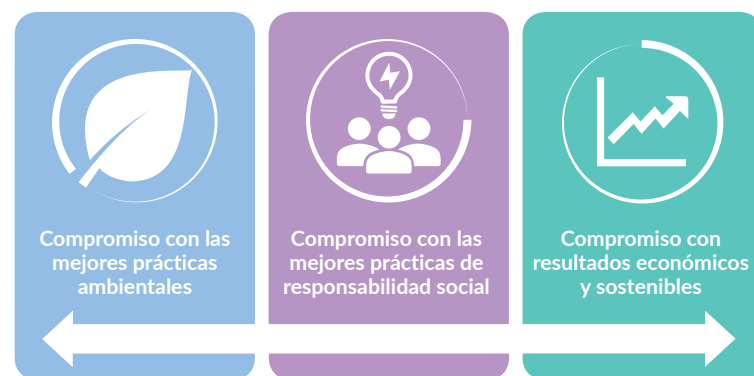 Compromiso con las
mejores prácticas
ambientales
Compromiso con las
mejores prácticas de
responsabilidad social
Compromiso con
resultados económicos
y sostenibles